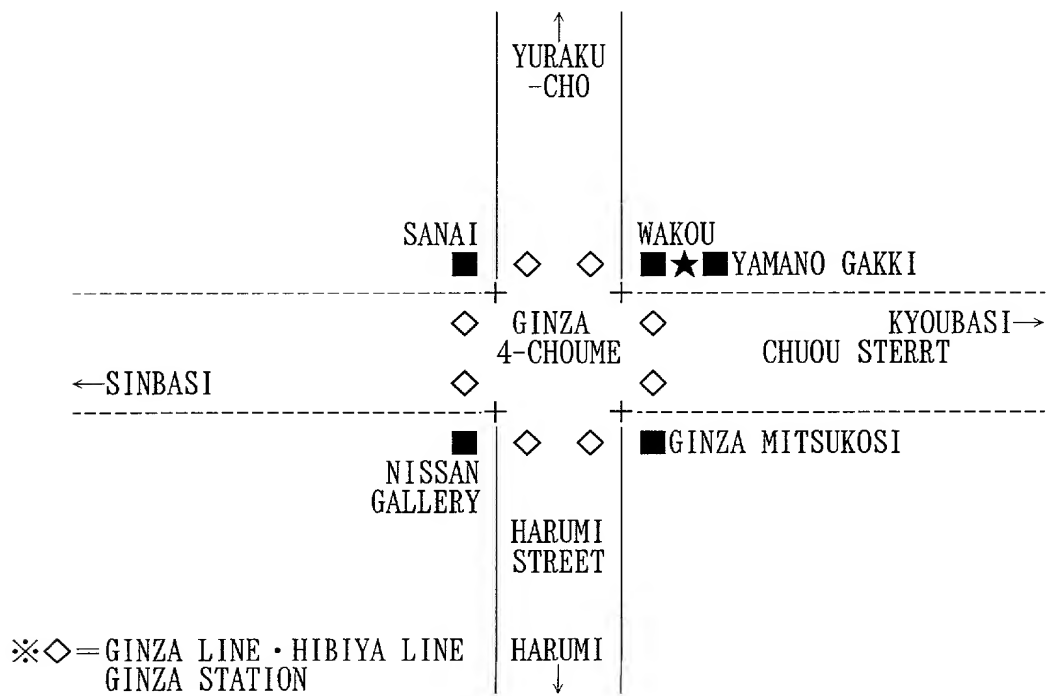 ↑
YURAKU
-CHO
SANAI
WAKOU
■ ◇ ◇ ■★■YAMANO GAKKI
◇ GINZA ◇ KYOUBASI→
4-CHOUME CHUOU STERRT
←SINBASI ◇ ◇
■ ◇ ◇ ■GINZA MITSUKOSI
NISSAN
GALLERY
HARUMI
STREET
※◇=GINZA LINE・HIBIYA LINE
GINZA STATION
HARUMI
↓